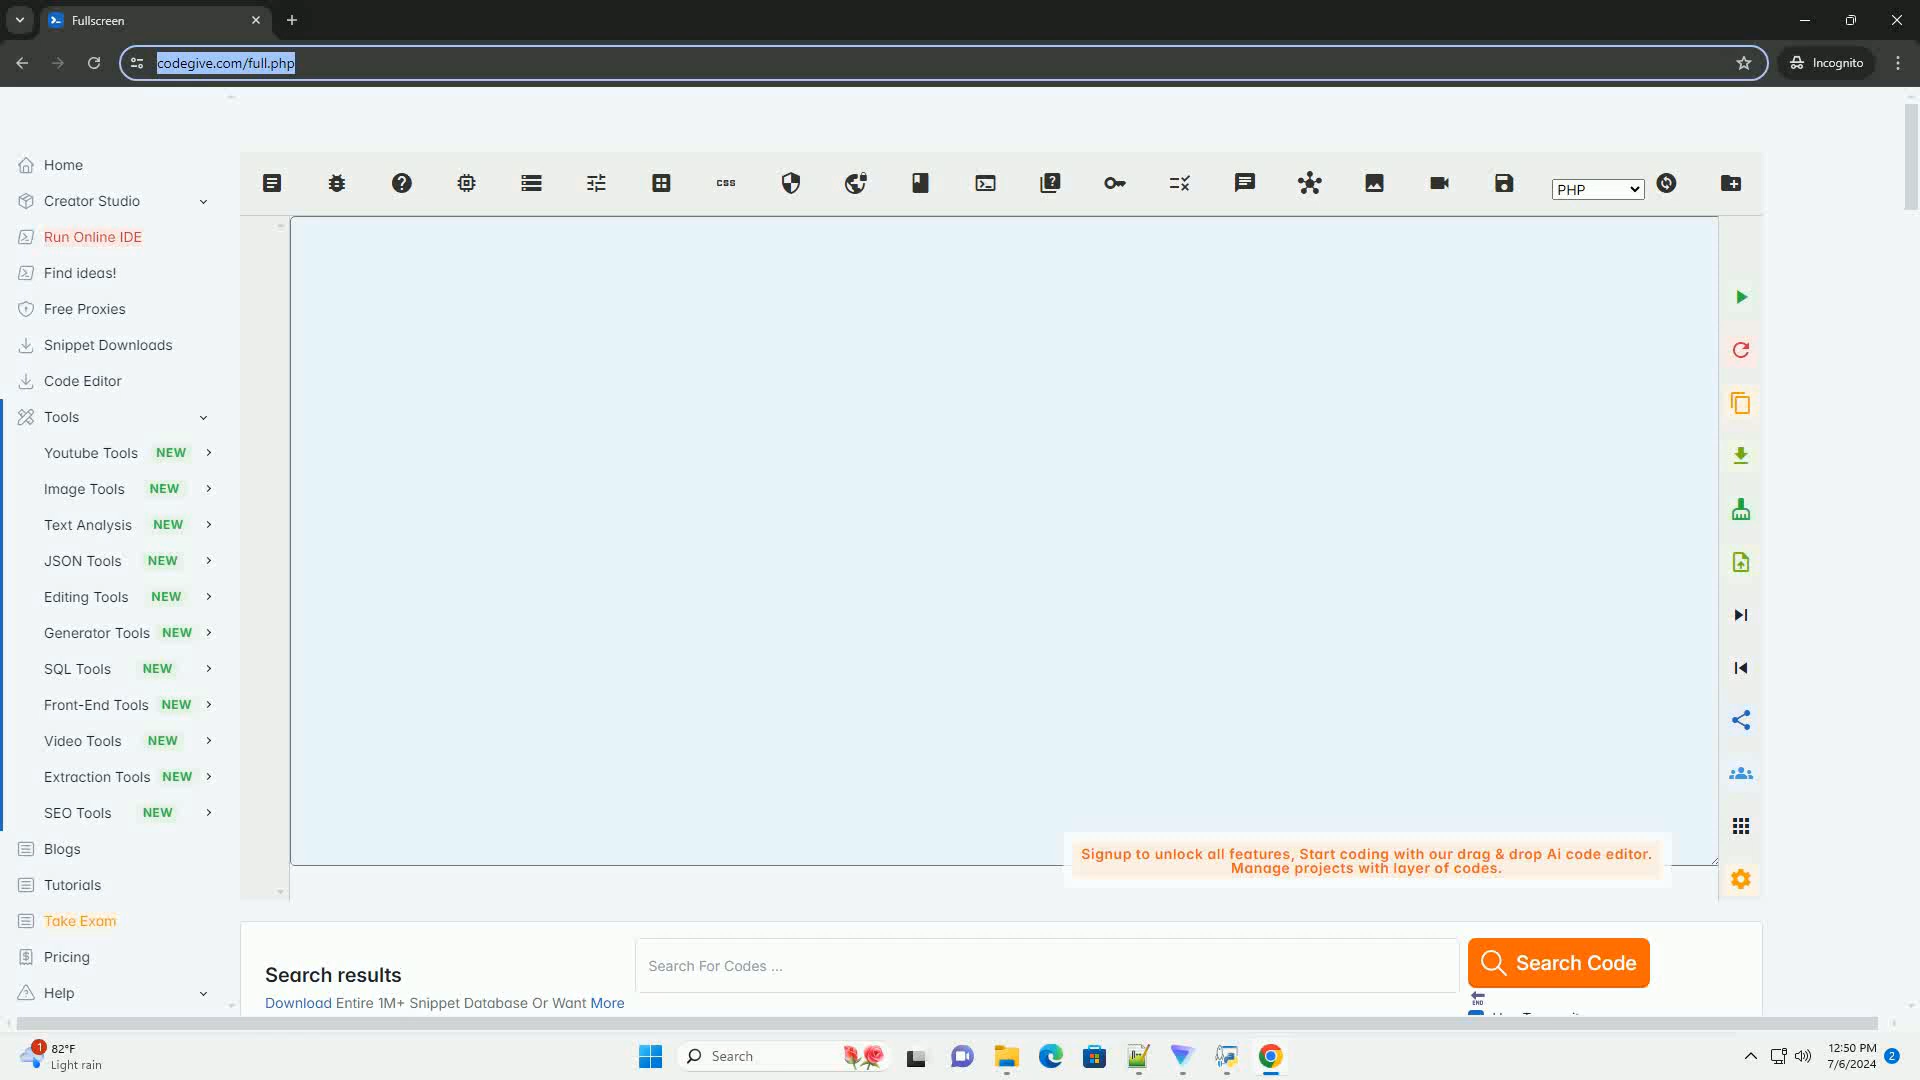 Fullscreen
codegive.com/full.php
Incognito
Home
Creator Studio
Run Online IDE
Find ideas!
Free Proxies
Snippet Downloads
Code Editor
Tools
Youtube Tools NEW
Image Tools NEW
Text Analysis NEW
JSON Tools NEW
Editing Tools NEW
Generator Tools NEW
SQL Tools NEW
Front-End Tools NEW
Video Tools NEW
Extraction Tools NEW
SEO Tools NEW
Blogs
Tutorials
Take Exam
Pricing
Help
CSS
PHP
Signup to unlock all features, Start coding with our drag & drop Ai code editor.
Manage projects with layer of codes.
Search results
Search For Codes ...
Search Code
Download Entire 1M+ Snippet Database Or Want More
END
1
82°F
Light rain
Search
12:50 PM
7/6/2024
2